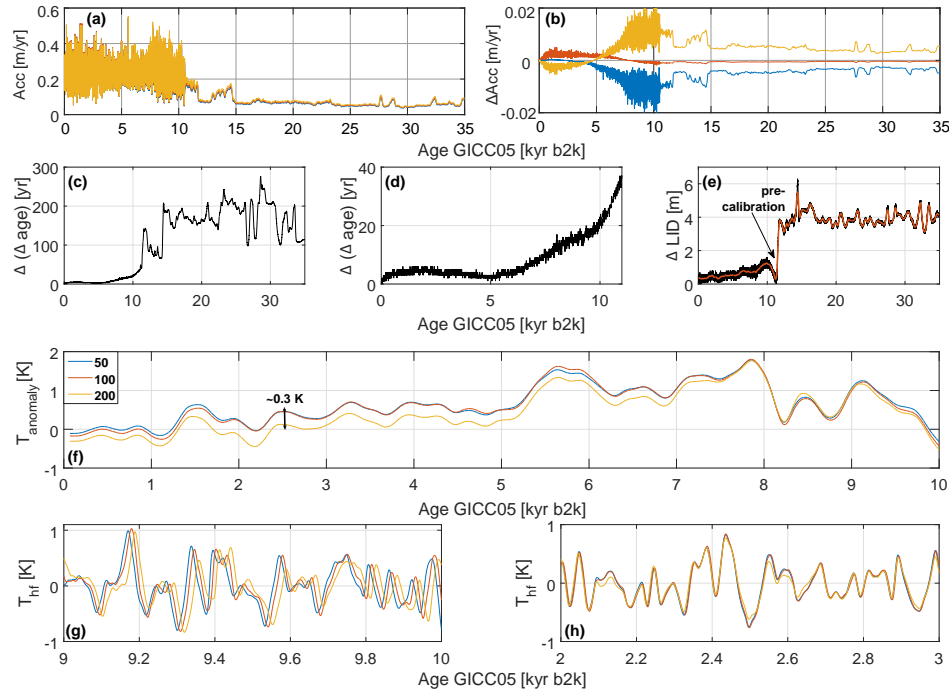 (a)
Acc [m/yr]
0.6
0.4
0.2
0
0 5 10 15 20 25 30 35
(b)
ΔAcc [m/yr]
0.02
0
-0.02
0 5 10 15 20 25 30 35
Age GICC05 [kyr b2k]
(c)
Δ (Δ age) [yr]
300
200
100
0
0 10 20 30
(d)
Δ (Δ age) [yr]
40
20
0
0 5 10
(e)
pre-
calibration
Δ LID [m]
6
4
2
0
0 10 20 30
Age GICC05 [kyr b2k]
50
100
200
~0.3 K
T anomaly [K]
2
1
0
-1
(f)
0 1 2 3 4 5 6 7 8 9 10
Age GICC05 [kyr b2k]
T hf [K]
1
0
-1
(g)
9 9.2 9.4 9.6 9.8 10
T hf [K]
1
0
-1
(h)
2 2.2 2.4 2.6 2.8 3
Age GICC05 [kyr b2k]